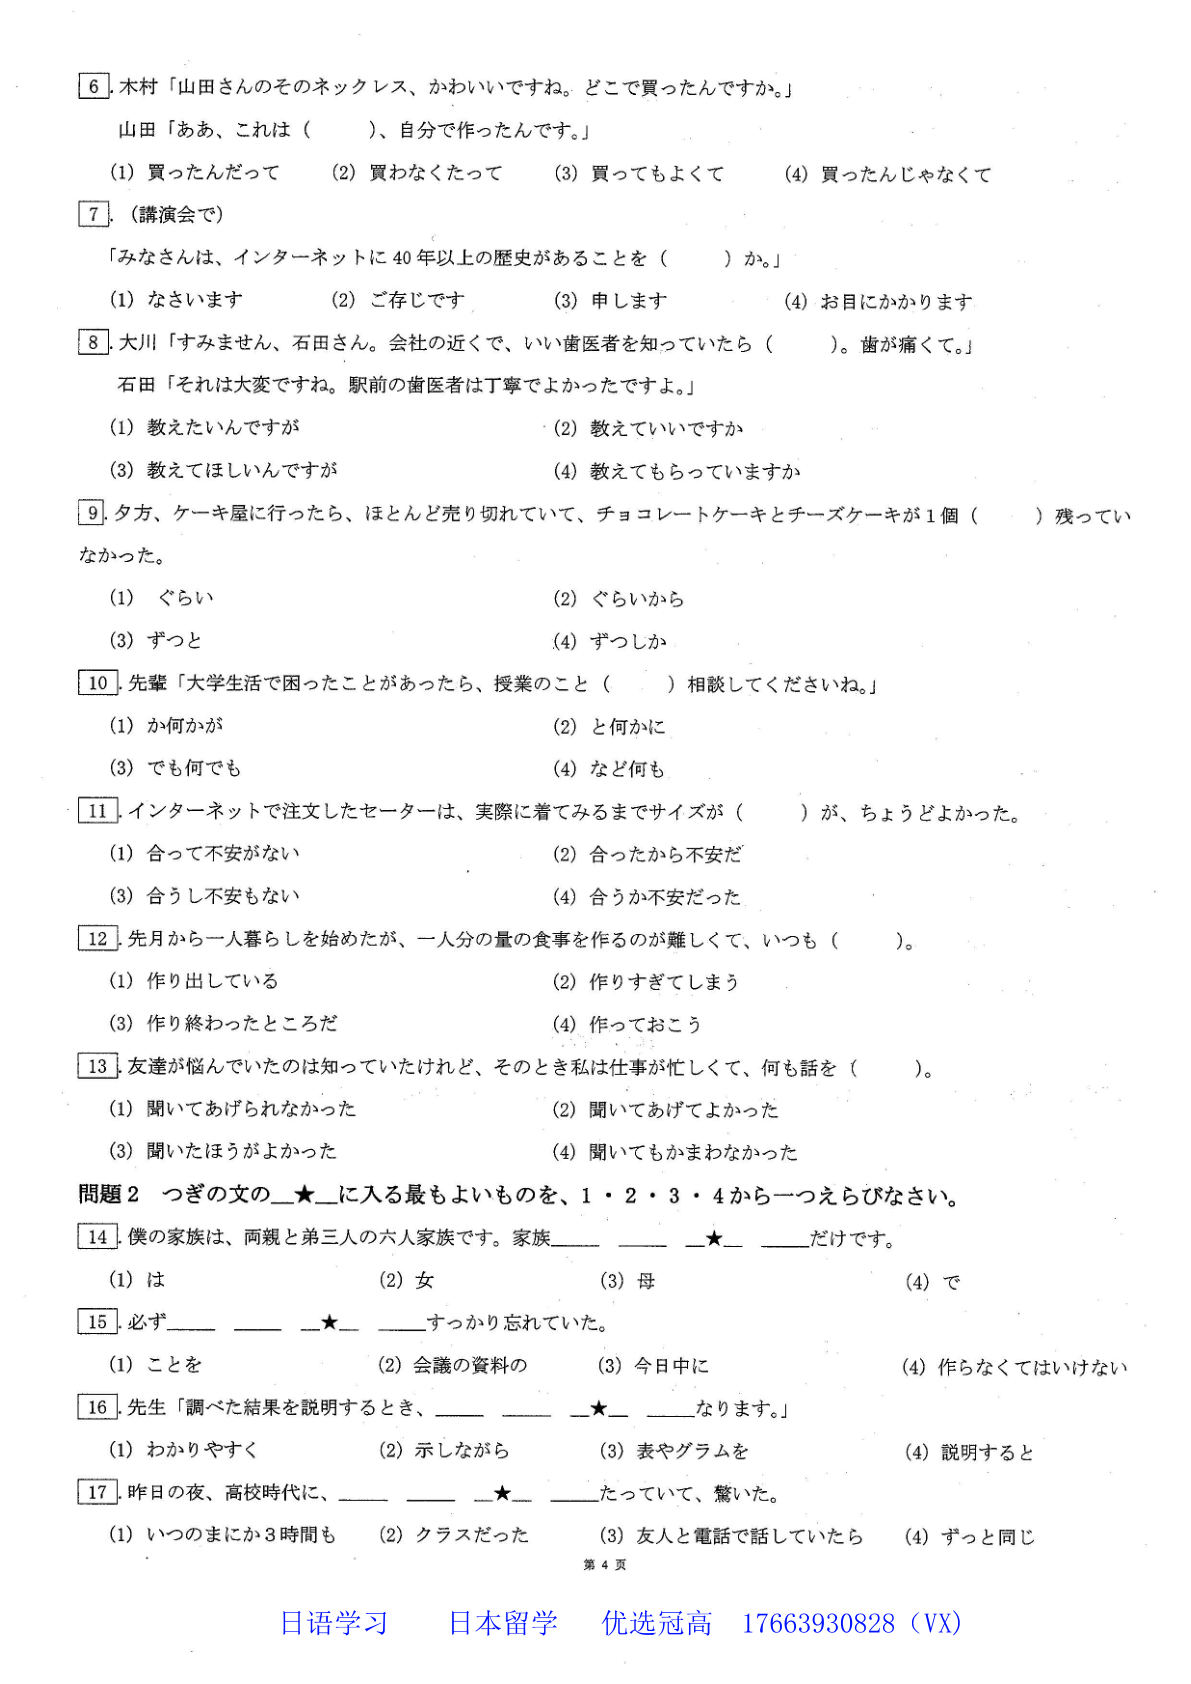 6.木村「山田さんのそのネックレス、かわいいですね。どこで買ったんですか。」
山田「ああ、これは（　　）、自分で作ったんです。」
(1) 買ったんだって　(2) 買わなくたって　(3) 買ってもよくて　(4) 買ったんじゃなくて
7.（講演会で）
「みなさんは、インターネットに 40 年以上の歴史があることを（　　）か。」
(1) なさいます　(2) ご存じです　(3) 申します　(4) お目にかかります
8.大川「すみません、石田さん。会社の近くで、いい歯医者を知っていたら（　　）。歯が痛くて。」
石田「それは大変ですね。駅前の歯医者は丁寧でよかったですよ。」
(1) 教えたいんですが　(2) 教えていいですか
(3) 教えてほしいんですが　(4) 教えてもらっていますか
9.夕方、ケーキ屋に行ったら、ほとんど売り切れていて、チョコレートケーキとチーズケーキが１個（　　）残ってい
なかった。
(1) ぐらい　(2) ぐらいから
(3) ずつと　(4) ずつしか
10.先輩「大学生活で困ったことがあったら、授業のこと（　　）相談してくださいね。」
(1) か何かが　(2) と何かに
(3) でも何でも　(4) など何も
11.インターネットで注文したセーターは、実際に着てみるまでサイズが（　　）が、ちょうどよかった。
(1) 合って不安がない　(2) 合ったから不安だ
(3) 合うし不安もない　(4) 合うか不安だった
12.先月から一人暮らしを始めたが、一人分の量の食事を作るのが難しくて、いつも（　　）。
(1) 作り出している　(2) 作りすぎてしまう
(3) 作り終わったところだ　(4) 作っておこう
13.友達が悩んでいたのは知っていたけれど、そのとき私は仕事が忙しくて、何も話を（　　）。
(1) 聞いてあげられなかった　(2) 聞いてあげてよかった
(3) 聞いたほうがよかった　(4) 聞いてもかまわなかった
問題２　つぎの文の＿★＿に入る最もよいものを、１・２・３・４から一つえらびなさい。
14.僕の家族は、両親と弟三人の六人家族です。家族____　____　_★_　____だけです。
(1) は　(2) 女　(3) 母　(4) で
15.必ず____　____　_★_　____すっかり忘れていた。
(1) ことを　(2) 会議の資料の　(3) 今日中に　(4) 作らなくてはいけない
16.先生「調べた結果を説明するとき、____　____　_★_　____なります。」
(1) わかりやすく　(2) 示しながら　(3) 表やグラムを　(4) 説明すると
17.昨日の夜、高校時代に、____　____　_★_　____たっていて、驚いた。
(1) いつのまにか３時間も　(2) クラスだった　(3) 友人と電話で話していたら　(4) ずっと同じ
第 4 页
日语学习　日本留学　优选冠高　17663930828（VX）